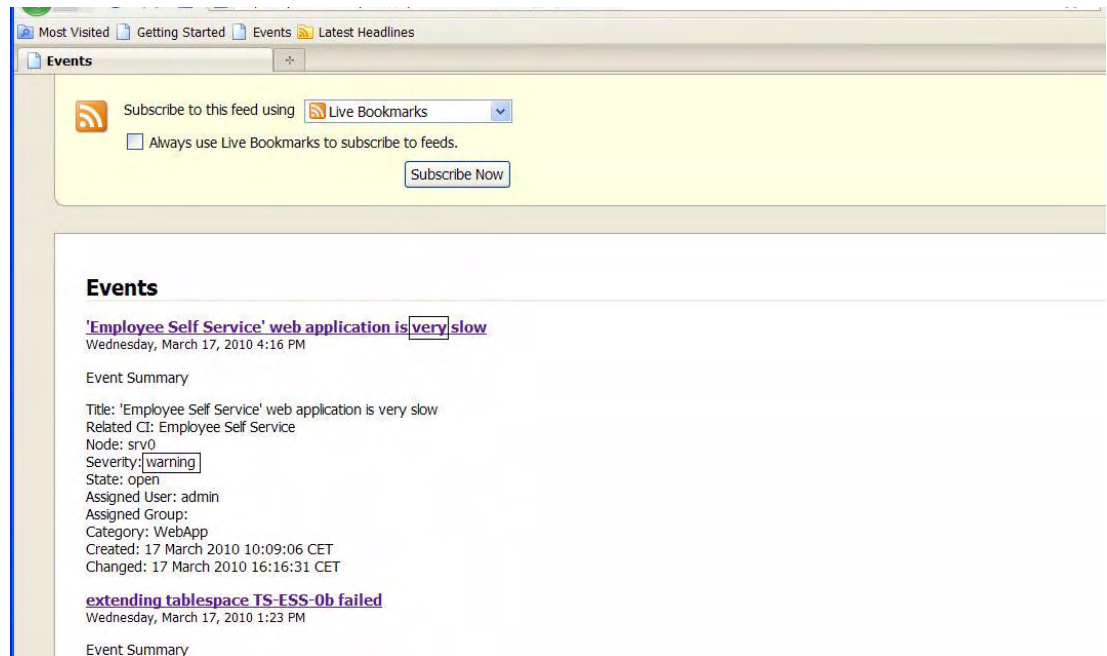 Most Visited Getting Started Events Latest Headlines
Events
Subscribe to this feed using Live Bookmarks
Always use Live Bookmarks to subscribe to feeds.
Subscribe Now
Events
'Employee Self Service' web application is very slow
Wednesday, March 17, 2010 4:16 PM
Event Summary
Title: 'Employee Self Service' web application is very slow
Related CI: Employee Self Service
Node: srv0
Severity: warning
State: open
Assigned User: admin
Assigned Group:
Category: WebApp
Created: 17 March 2010 10:09:06 CET
Changed: 17 March 2010 16:16:31 CET
extending tablespace TS-ESS-0b failed
Wednesday, March 17, 2010 1:23 PM
Event Summary